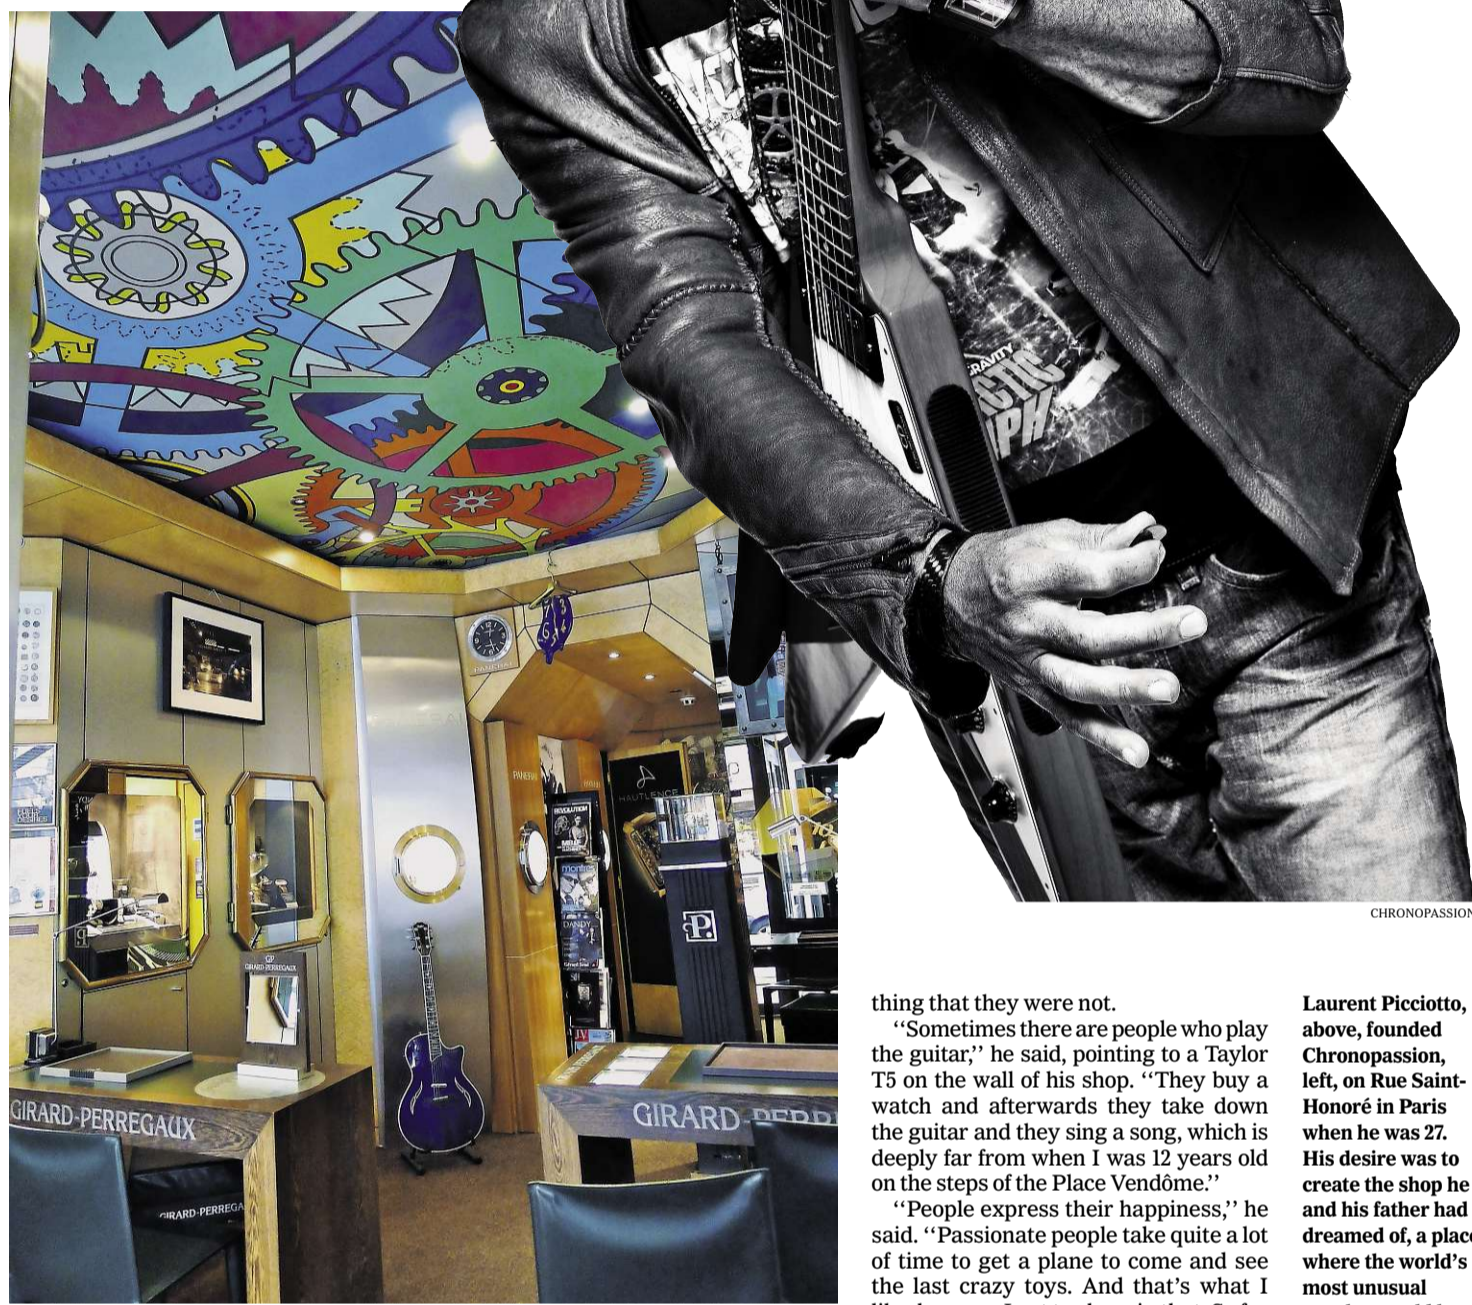 GRAVITY
PANERAI
PANERAI
HAUTLENCE
REVOLUTION
montres
DANDY
P.
GP
GIRARD-PERREGAUX
GIRARD-PERREGAUX
GIRARD-PERREGAUX
GIRARD-PERRE
CHRONOPASSION
thing that they were not.
‘‘Sometimes there are people who play
the guitar,’’ he said, pointing to a Taylor
T5 on the wall of his shop. ‘‘They buy a
watch and afterwards they take down
the guitar and they sing a song, which is
deeply far from when I was 12 years old
on the steps of the Place Vendôme.’’
‘‘People express their happiness,’’ he
said. ‘‘Passionate people take quite a lot
of time to get a plane to come and see
the last crazy toys. And that’s what I
Laurent Picciotto,
above, founded
Chronopassion,
left, on Rue Saint-
Honoré in Paris
when he was 27.
His desire was to
create the shop he
and his father had
dreamed of, a place
where the world’s
most unusual